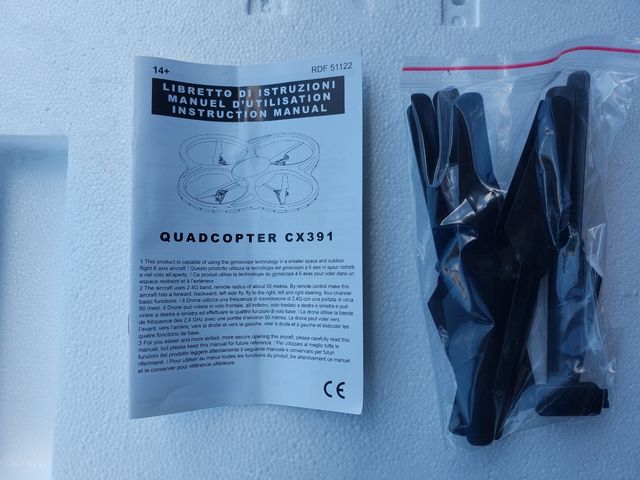 14+
RDF 51122
LIBRETTO DI ISTRUZIONI
MANUEL D'UTILISATION
INSTRUCTION MANUAL
QUADCOPTER CX391
1 This product is capable of using the gyroscope technology in a smaller space and outdoor
flight 6 axis aircraft / Questo prodotto utilizza la tecnologia del giroscopio a 6 assi in spazi ristretti
e nel volo all'aperto. / Ce produit utilise la technologie du gyroscope à 6 axes pour voler dans un
espace restreint et à l'extérieur.
2 The aircraft uses 2.4G band, remote radius of about 50 metres. By remote control make this
aircraft has a forward, backward, left side fly, fly to the right, left and right steering, four-channel
basic functions. / Il Drone utilizza una frequenza di trasmissione di 2.4G con una portata di circa
50 metri. Il Drone può volare in volo frontale, all'indietro, volo traslato a destra e sinistra e può
virare a destra e sinistra ed effettuare le quattro funzioni di volo base. / Le drone utilise la bande
de fréquence des 2,4 GHz avec une portée d'environ 50 mètres. Le drone peut voler vers
l'avant, vers l'arrière, vers la droite et vers la gauche, virer à droite et à gauche et exécuter les
quatre fonctions de base.
3 For you easier and more skilled, more secure opening this aircraft, please carefully read this
manual, but please keep this manual for future reference. / Per utilizzare al meglio tutte le
funzioni del prodotto leggere attentamente il seguente manuale e conservarlo per futuri
riferimenti. / Pour utiliser au mieux toutes les fonctions du produit, lire attentivement ce manuel
et le conserver pour référence ultérieure.
CE